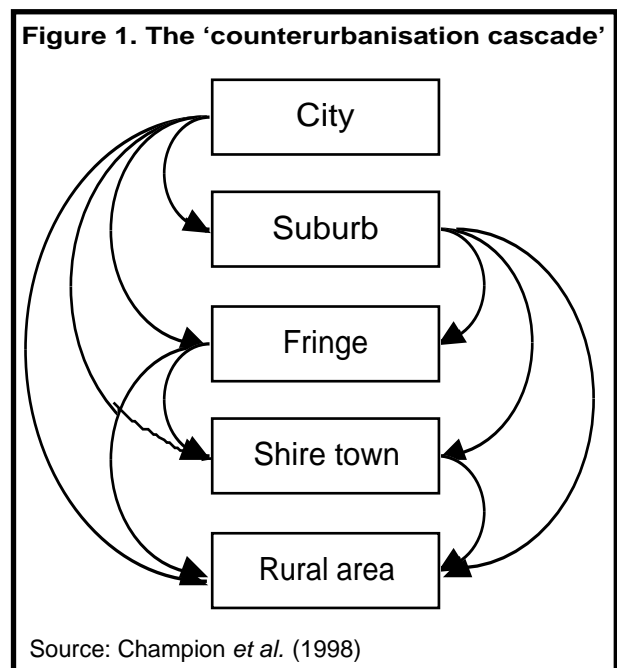 Figure 1. The ‘counterurbanisation cascade’
City
Suburb
Fringe
Shire town
Rural area
Source: Champion et al. (1998)